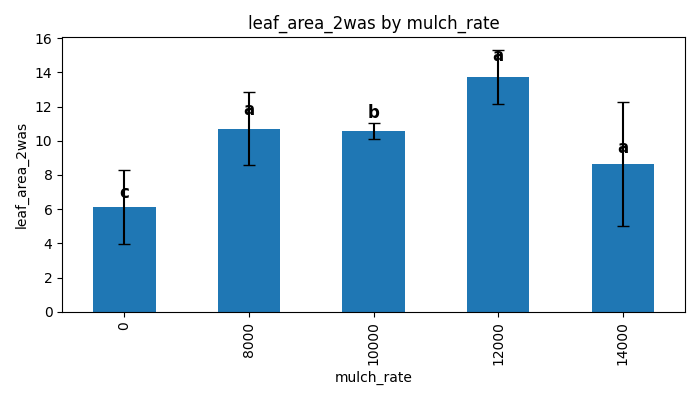 leaf_area_2was by mulch_rate
leaf_area_2was
16
14
12
10
8
6
4
2
0
c
a
b
a
a
0
8000
10000
12000
14000
mulch_rate